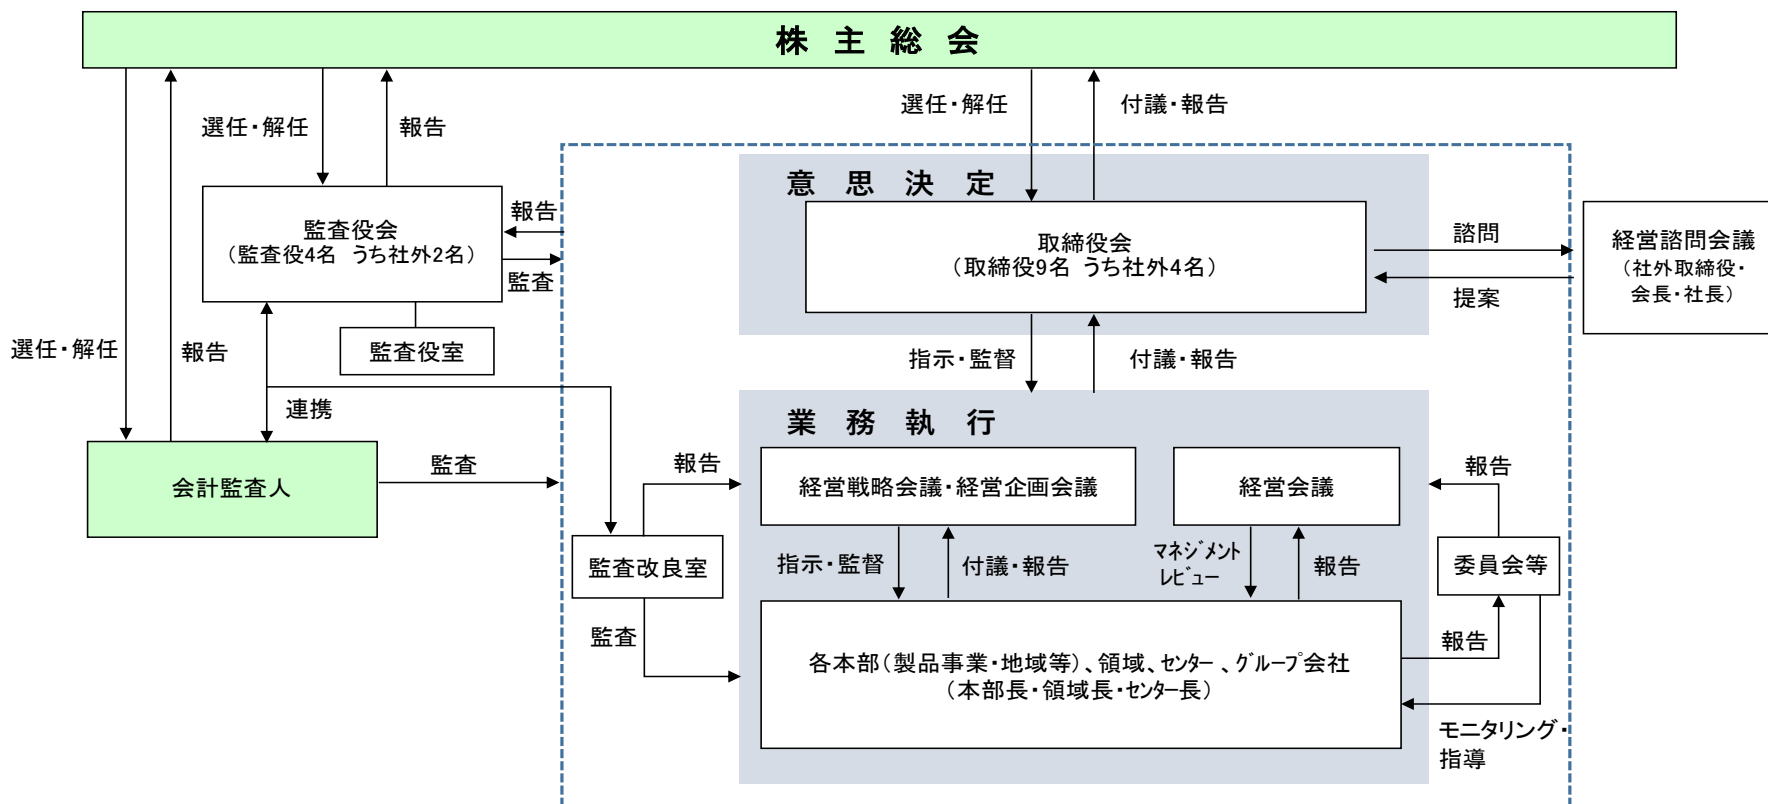 株主総会
選任・解任
報告
選任・解任
付議・報告
意思決定
監査役会
（監査役4名 うち社外2名）
報告
監査
取締役会
（取締役9名 うち社外4名）
諮問
提案
経営諮問会議
（社外取締役・
会長・社長）
選任・解任
報告
監査役室
指示・監督
付議・報告
連携
業務執行
会計監査人
監査
報告
経営戦略会議・経営企画会議
経営会議
報告
監査改良室
指示・監督
付議・報告
マネジメント
レビュー
報告
委員会等
監査
各本部（製品事業・地域等）、領域、センター、グループ会社
（本部長・領域長・センター長）
報告
モニタリング・
指導